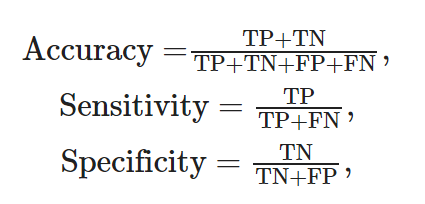 Accuracy = TP+TN / TP+TN+FP+FN ,
Sensitivity = TP / TP+FN ,
Specificity = TN / TN+FP ,